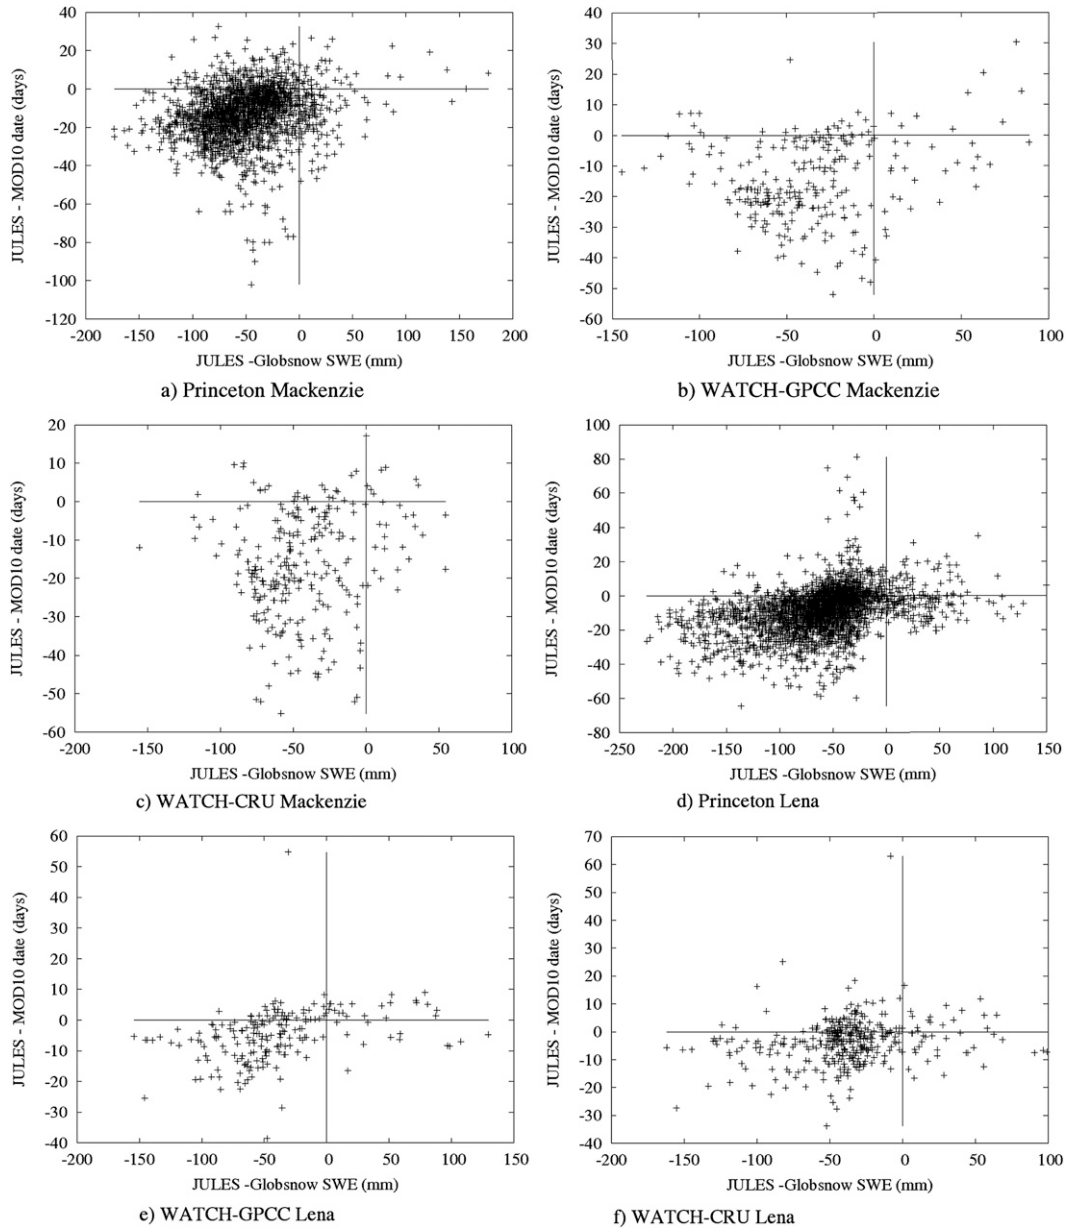 40
20
0
-20
-40
-60
-80
-100
-120
JULES - MOD10 date (days)
-200 -150 -100 -50 0 50 100 150 200
JULES -Globsnow SWE (mm)
a) Princeton Mackenzie
40
30
20
10
0
-10
-20
-30
-40
-50
-60
JULES - MOD10 date (days)
-150 -100 -50 0 50 100
JULES -Globsnow SWE (mm)
b) WATCH-GPCC Mackenzie
20
10
0
-10
-20
-30
-40
-50
-60
JULES - MOD10 date (days)
-200 -150 -100 -50 0 50 100
JULES -Globsnow SWE (mm)
c) WATCH-CRU Mackenzie
100
80
60
40
20
0
-20
-40
-60
-80
JULES - MOD10 date (days)
-250 -200 -150 -100 -50 0 50 100 150
JULES -Globsnow SWE (mm)
d) Princeton Lena
60
50
40
30
20
10
0
-10
-20
-30
-40
JULES - MOD10 date (days)
-200 -150 -100 -50 0 50 100 150
JULES -Globsnow SWE (mm)
e) WATCH-GPCC Lena
70
60
50
40
30
20
10
0
-10
-20
-30
-40
JULES - MOD10 date (days)
-200 -150 -100 -50 0 50 100
JULES -Globsnow SWE (mm)
f) WATCH-CRU Lena